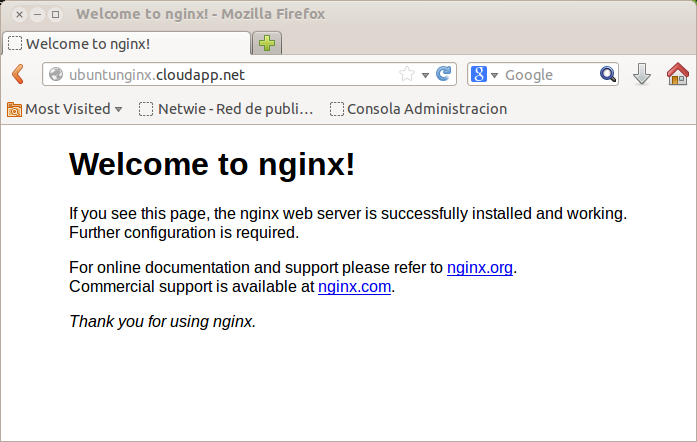 Welcome to nginx! - Mozilla Firefox
Welcome to nginx!
ubuntunginx.cloudapp.net
Google
Most Visited
Netwie - Red de publi...
Consola Administracion
Welcome to nginx!
If you see this page, the nginx web server is successfully installed and working.
Further configuration is required.
For online documentation and support please refer to nginx.org.
Commercial support is available at nginx.com.
Thank you for using nginx.